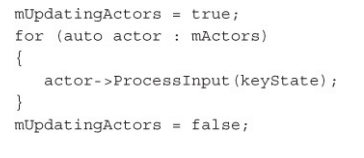 mUpdatingActors = true;
for (auto actor : mActors)
{
   actor->ProcessInput(keyState);
}
mUpdatingActors = false;